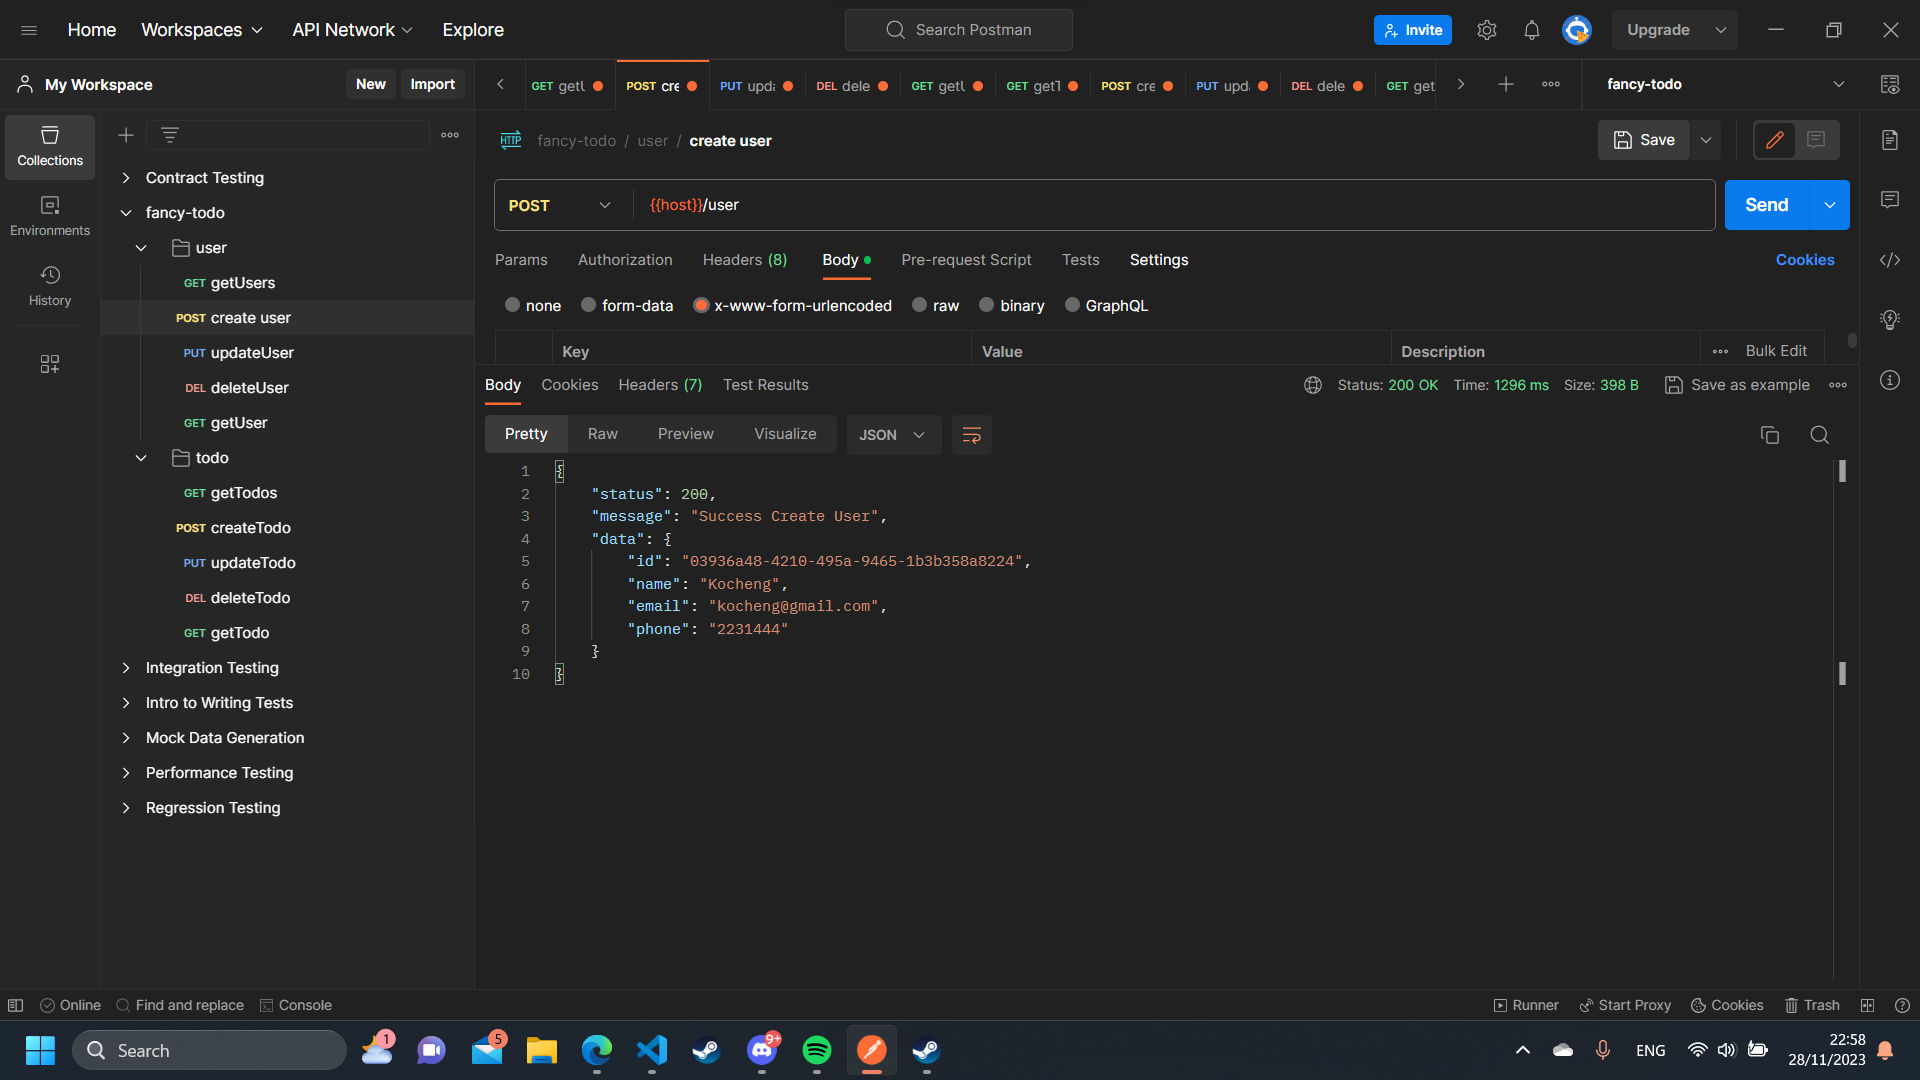 Home Workspaces API Network Explore Search Postman Invite Upgrade
My Workspace New Import GET getU POST cre PUT upda DEL dele GET getU GET getT POST cre PUT upd DEL dele GET get fancy-todo
Collections
Environments
History
Contract Testing
fancy-todo
user
GET getUsers
POST create user
PUT updateUser
DEL deleteUser
GET getUser
todo
GET getTodos
POST createTodo
PUT updateTodo
DEL deleteTodo
GET getTodo
Integration Testing
Intro to Writing Tests
Mock Data Generation
Performance Testing
Regression Testing
HTTP fancy-todo / user / create user Save
POST {{host}}/user Send
Params Authorization Headers (8) Body Pre-request Script Tests Settings Cookies
none form-data x-www-form-urlencoded raw binary GraphQL
Key Value Description Bulk Edit
Body Cookies Headers (7) Test Results Status: 200 OK Time: 1296 ms Size: 398 B Save as example
Pretty Raw Preview Visualize JSON
1 {
2 "status": 200,
3 "message": "Success Create User",
4 "data": {
5 "id": "03936a48-4210-495a-9465-1b3b358a8224",
6 "name": "Kocheng",
7 "email": "kocheng@gmail.com",
8 "phone": "2231444"
9 }
10 }
Online Find and replace Console Runner Start Proxy Cookies Trash
Search 1 5 9+ ENG 22:58
28/11/2023